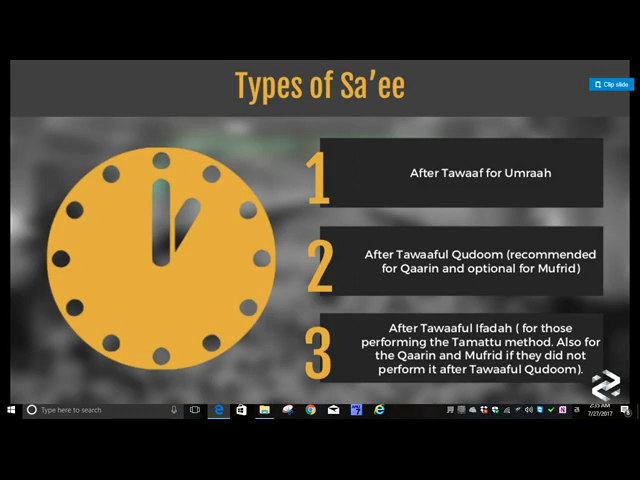 Types of Sa'ee
Clip slide
1
After Tawaaf for Umraah
2
After Tawaaful Qudoom (recommended
for Qaarin and optional for Mufrid)
3
After Tawaaful Ifadah ( for those
performing the Tamattu method. Also for
the Qaarin and Mufrid if they did not
perform it after Tawaaful Qudoom).
Type here to search
2:35 AM
7/27/2017